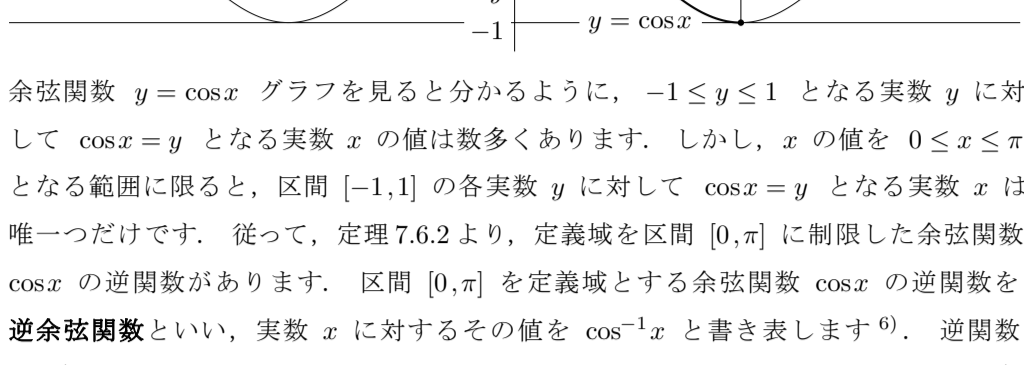 −1
y = cosx
余弦関数 y = cosx グラフを見ると分かるように， −1 ≤ y ≤ 1 となる実数 y に対
して cosx = y となる実数 x の値は数多くあります． しかし，x の値を 0 ≤ x ≤ π
となる範囲に限ると，区間 [−1,1] の各実数 y に対して cosx = y となる実数 x は
唯一つだけです． 従って，定理 7.6.2 より，定義域を区間 [0,π] に制限した余弦関数
cosx の逆関数があります． 区間 [0,π] を定義域とする余弦関数 cosx の逆関数を
逆余弦関数といい，実数 x に対するその値を cos⁻¹x と書き表します ⁶⁾． 逆関数